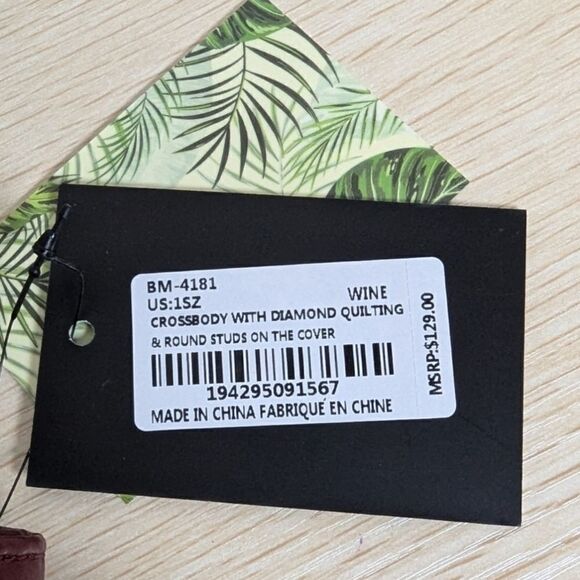 BM-4181
US:1SZ WINE
CROSSBODY WITH DIAMOND QUILTING
& ROUND STUDS ON THE COVER
194295091567
MADE IN CHINA FABRIQUÉ EN CHINE
MSRP:$129.00